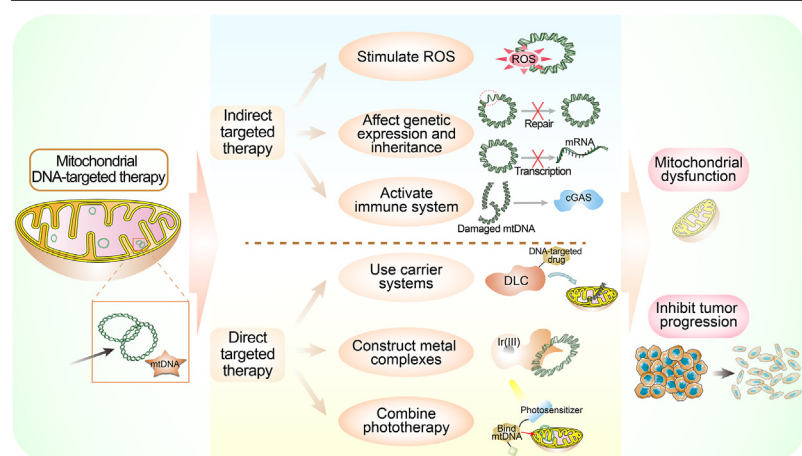 Mitochondrial
DNA-targeted therapy
mtDNA
Indirect
targeted
therapy
Stimulate ROS
ROS
Affect genetic
expression and
inheritance
Repair
mRNA
Transcription
Activate
immune system
Damaged mtDNA
cGAS
Direct
targeted
therapy
Use carrier
systems
DNA-targeted
drug
DLC
Construct metal
complexes
Ir(III)
Combine
phototherapy
Photosensitizer
Bind
mtDNA
Mitochondrial
dysfunction
Inhibit tumor
progression